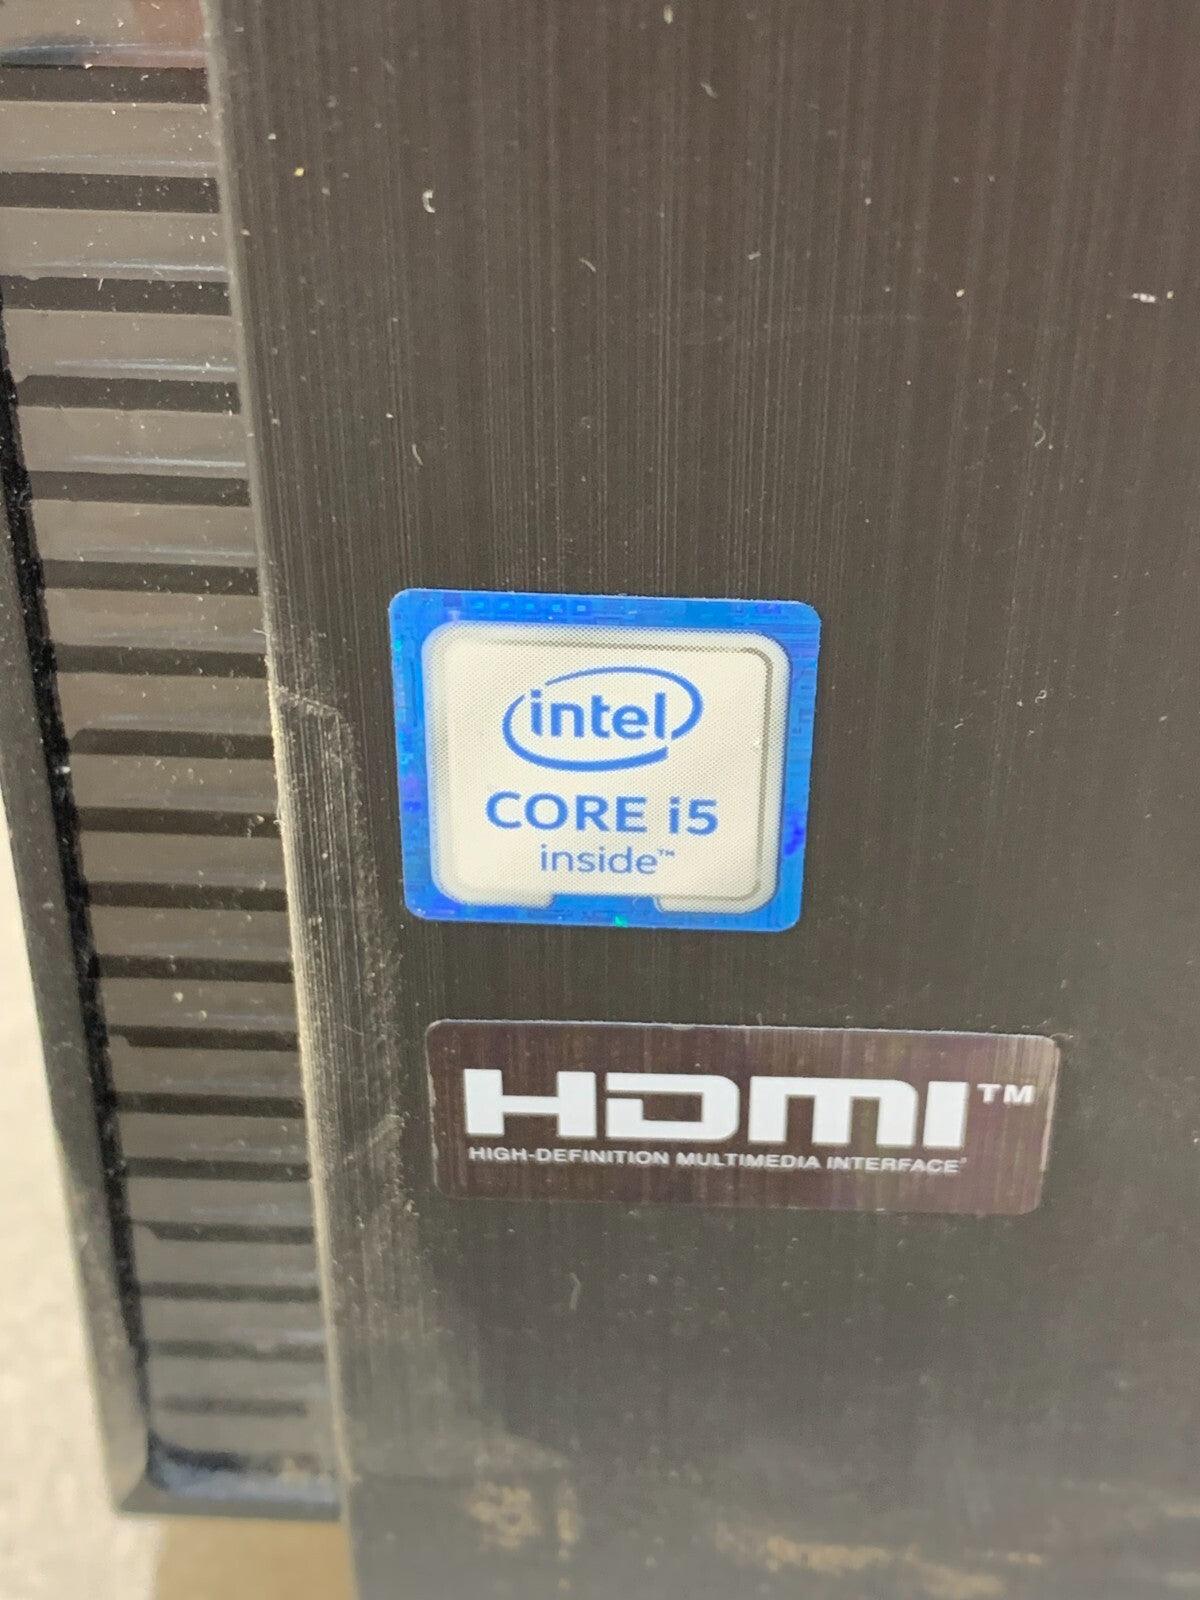 intel
CORE i5
inside™
HDMI™
HIGH-DEFINITION MULTIMEDIA INTERFACE